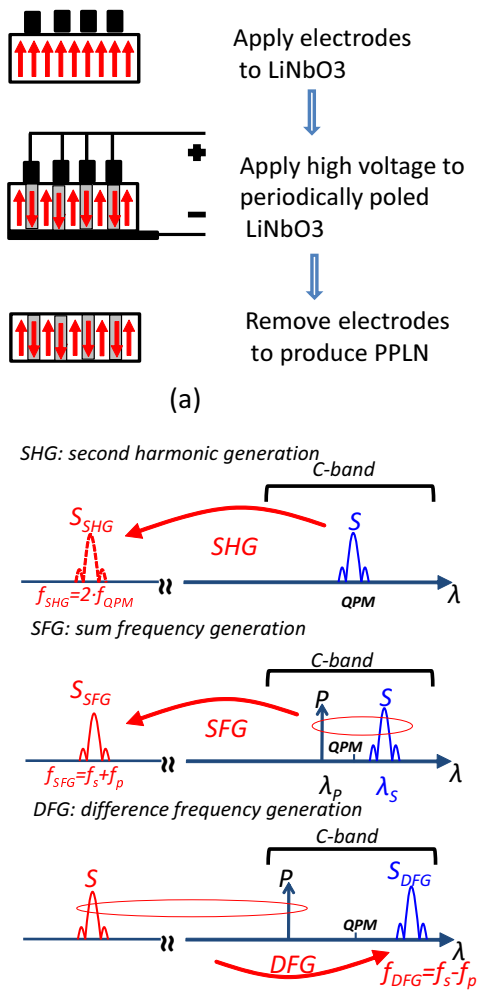 Apply electrodes
to LiNbO3
+
Apply high voltage to
periodically poled
LiNbO3
−
Remove electrodes
to produce PPLN
(a)
SHG: second harmonic generation
C-band
S_SHG
SHG
S
f_SHG=2·f_QPM
QPM
λ
SFG: sum frequency generation
C-band
S_SFG
SFG
P
S
QPM
f_SFG=f_s+f_p
λ_P
λ_S
λ
DFG: difference frequency generation
C-band
S
P
S_DFG
QPM
λ
DFG
f_DFG=f_s-f_p